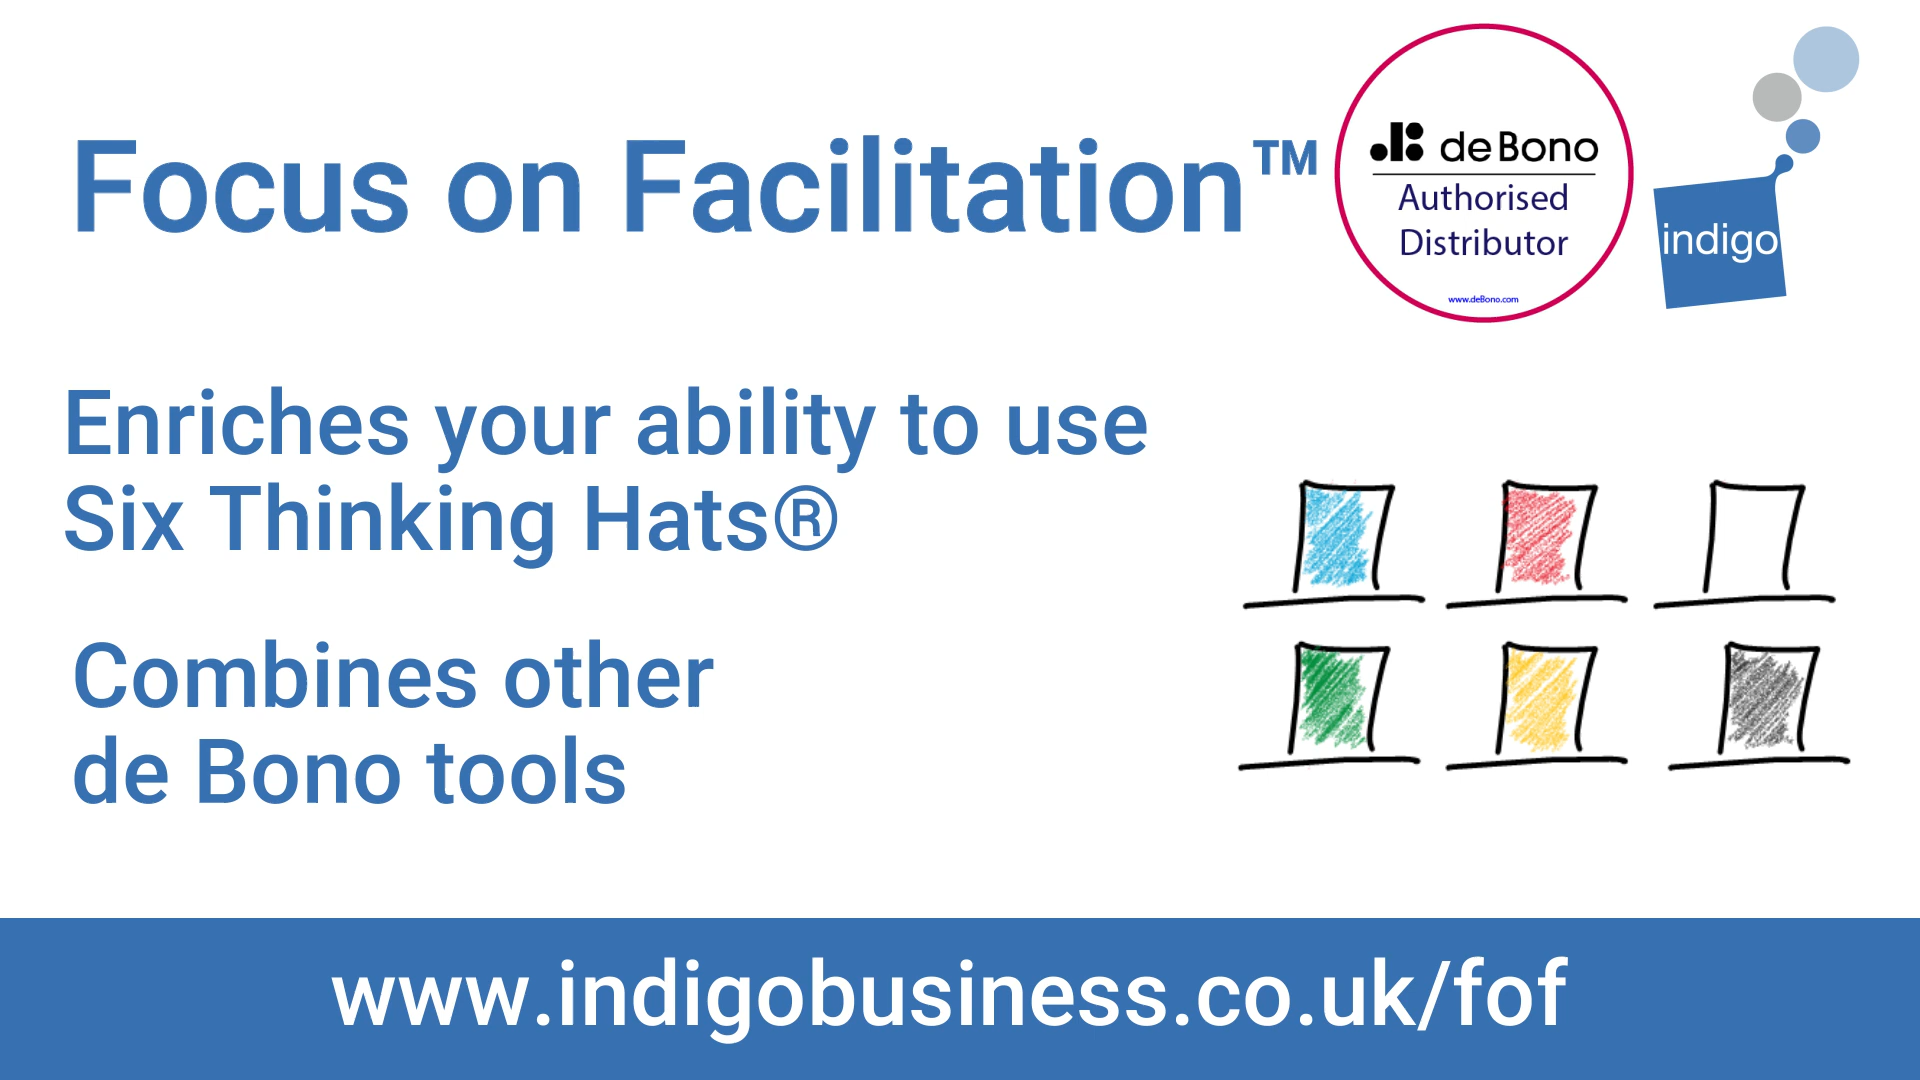 Focus on Facilitation™
de Bono
Authorised
Distributor
www.deBono.com
indigo
Enriches your ability to use
Six Thinking Hats®
Combines other
de Bono tools
www.indigobusiness.co.uk/fof